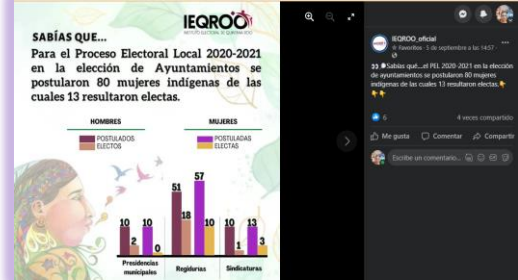 IEQROO
INSTITUTO ELECTORAL DE QUINTANA ROO
SABÍAS QUE...
Para el Proceso Electoral Local 2020-2021
en la elección de Ayuntamientos se
postularon 80 mujeres indígenas de las
cuales 13 resultaron electas.
HOMBRES
MUJERES
POSTULADOS
ELECTOS
POSTULADAS
ELECTAS
10
2
10
0
51
18
57
10
10
1
13
3
Presidencias
municipales
Regidurías
Sindicaturas
IEQROO_oficial
Favorites · 5 de septiembre a las 14:57 ·
Sabías qué...el PEL 2020-2021 en la elección
de ayuntamientos se postularon 80 mujeres
indígenas de las cuales 13 resultaron electas.
6
4 veces compartido
Me gusta
Comentar
Compartir
Escribe un comentario...